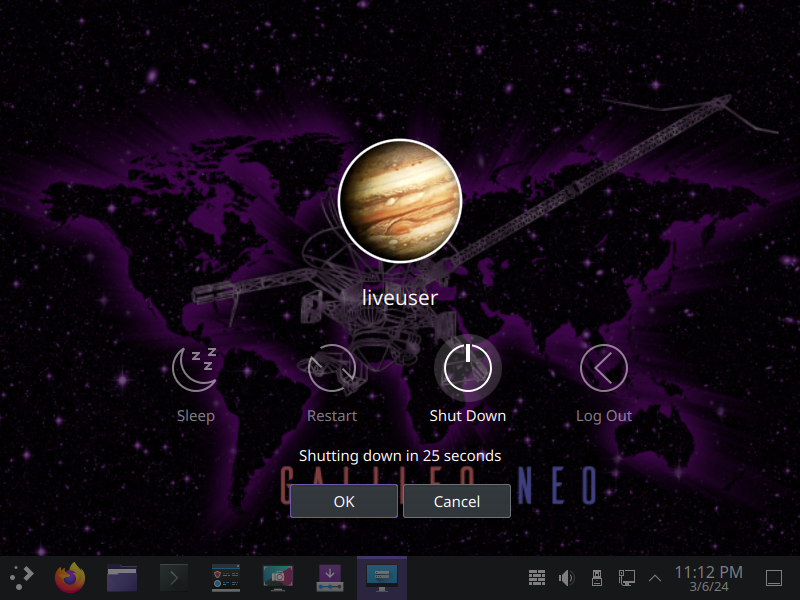 liveuser
Sleep
Restart
Shut Down
Log Out
Shutting down in 25 seconds
GALILEO NEO
OK
Cancel
11:12 PM
3/6/24